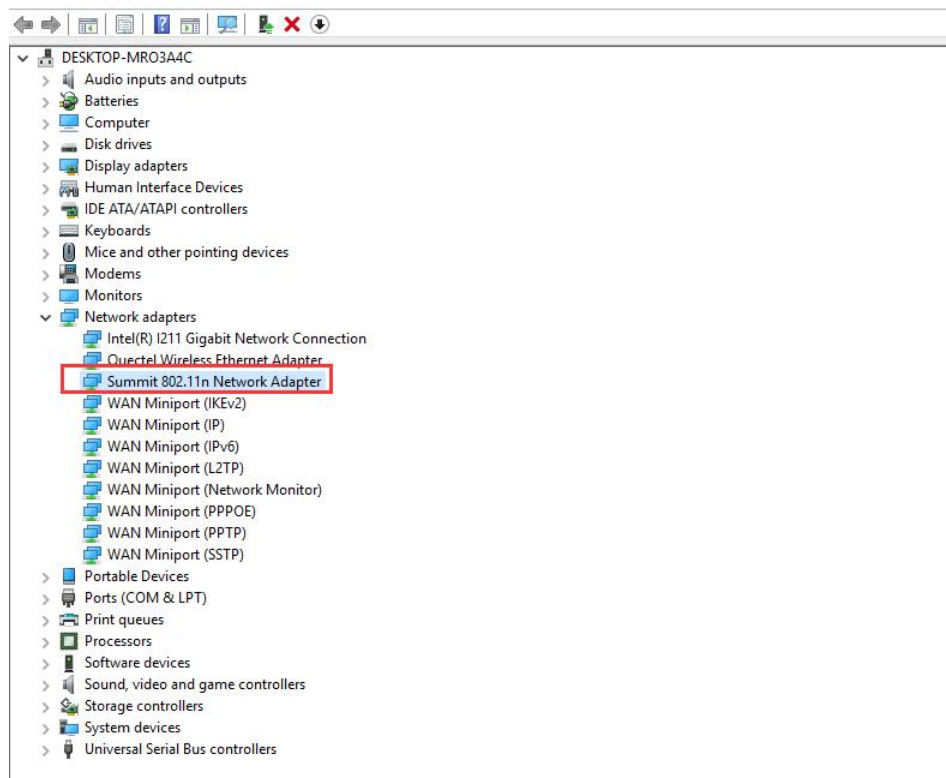 DESKTOP-MRO3A4C
Audio inputs and outputs
Batteries
Computer
Disk drives
Display adapters
Human Interface Devices
IDE ATA/ATAPI controllers
Keyboards
Mice and other pointing devices
Modems
Monitors
Network adapters
Intel(R) I211 Gigabit Network Connection
Quectel Wireless Ethernet Adapter
Summit 802.11n Network Adapter
WAN Miniport (IKEv2)
WAN Miniport (IP)
WAN Miniport (IPv6)
WAN Miniport (L2TP)
WAN Miniport (Network Monitor)
WAN Miniport (PPPOE)
WAN Miniport (PPTP)
WAN Miniport (SSTP)
Portable Devices
Ports (COM & LPT)
Print queues
Processors
Software devices
Sound, video and game controllers
Storage controllers
System devices
Universal Serial Bus controllers